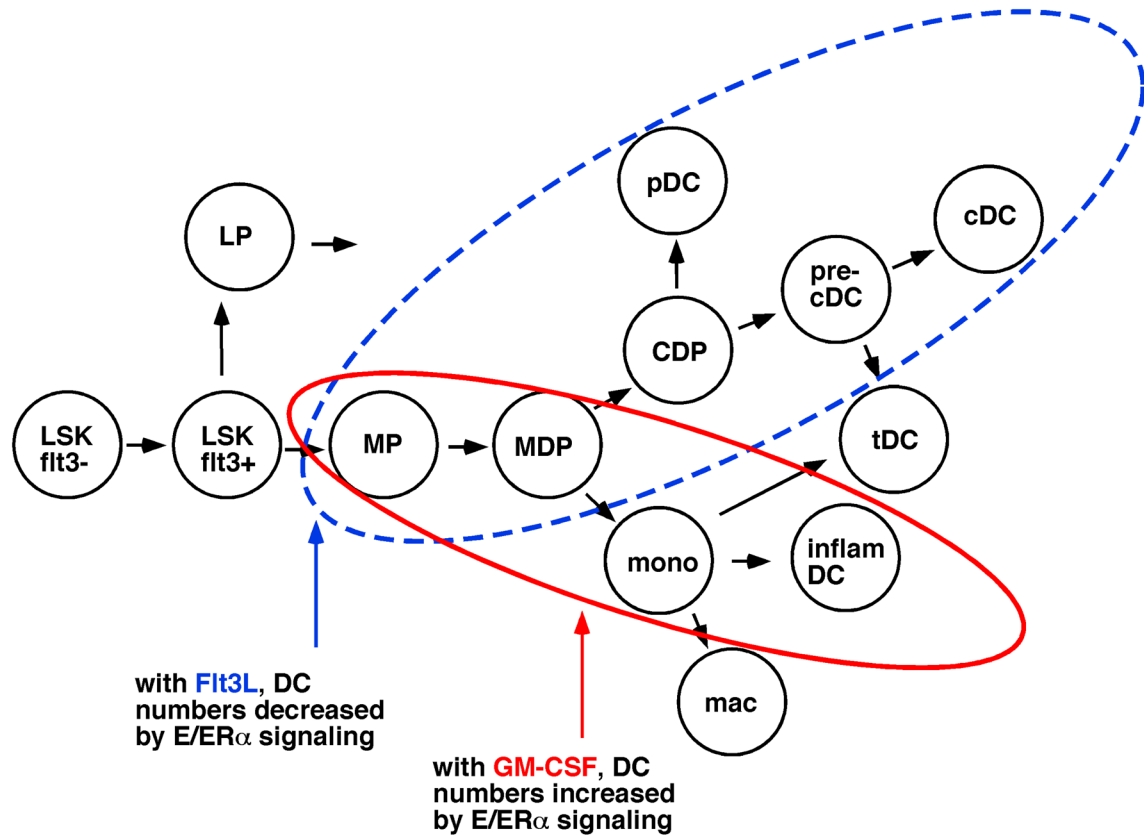 pDC
cDC
LP
pre-
cDC
CDP
LSK
flt3-
LSK
flt3+
MP
MDP
tDC
mono
inflam
DC
mac
with Flt3L, DC
numbers decreased
by E/ERα signaling
with GM-CSF, DC
numbers increased
by E/ERα signaling